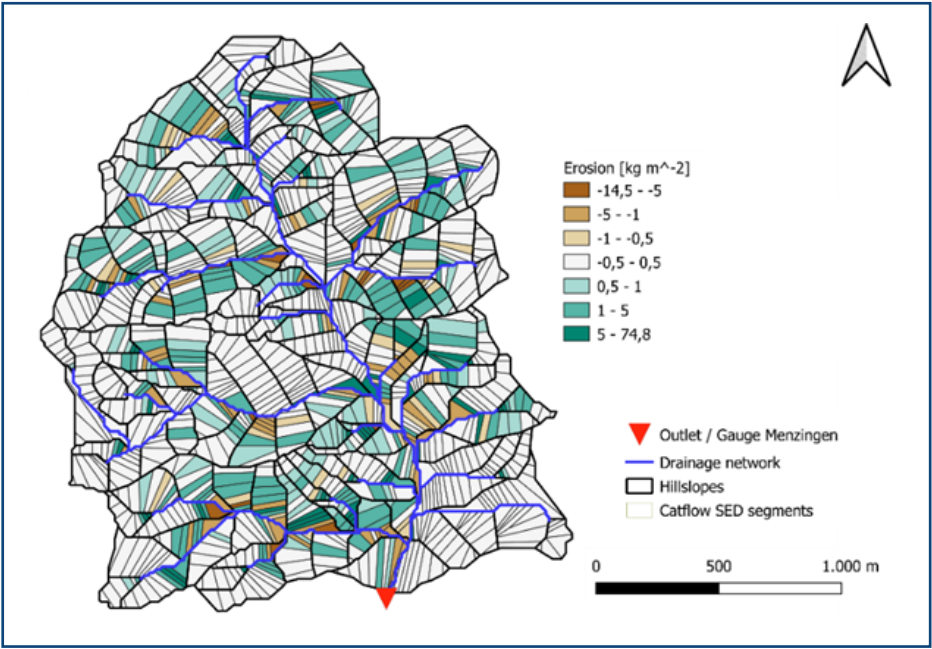 Erosion [kg m^-2]
-14,5 - -5
-5 - -1
-1 - -0,5
-0,5 - 0,5
0,5 - 1
1 - 5
5 - 74,8
Outlet / Gauge Menzingen
Drainage network
Hillslopes
Catflow SED segments
0 500 1.000 m